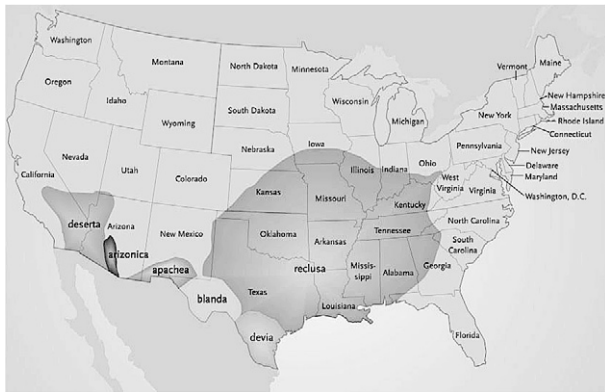 Washington
Montana
North Dakota
Minnesota
Vermont
Maine
Oregon
Idaho
Wyoming
South Dakota
Wisconsin
Michigan
New York
New Hampshire
Massachusetts
Rhode Island
Connecticut
Nevada
Utah
Colorado
Nebraska
Iowa
Illinois
Indiana
Ohio
Pennsylvania
New Jersey
Delaware
Maryland
Washington, D.C.
California
Kansas
Missouri
Kentucky
West
Virginia
Virginia
deserta
Arizona
arizonica
New Mexico
apachea
Oklahoma
Arkansas
Tennessee
North Carolina
South
Carolina
reclusa
Missis-
sippi
Alabama
Georgia
blanda
Texas
Louisiana
devia
Florida